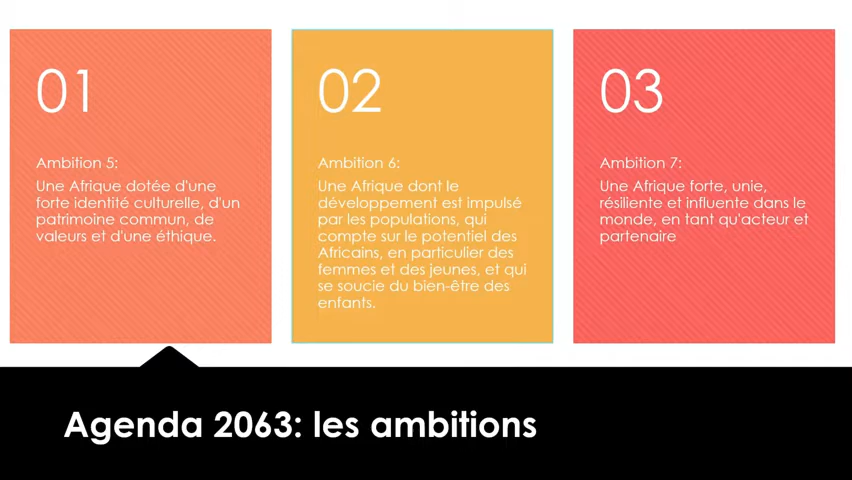 01
Ambition 5:
Une Afrique dotée d'une
forte identité culturelle, d'un
patrimoine commun, de
valeurs et d'une éthique.
02
Ambition 6:
Une Afrique dont le
développement est impulsé
par les populations, qui
compte sur le potentiel des
Africains, en particulier des
femmes et des jeunes, et qui
se soucie du bien-être des
enfants.
03
Ambition 7:
Une Afrique forte, unie,
résiliente et influente dans le
monde, en tant qu'acteur et
partenaire
Agenda 2063: les ambitions